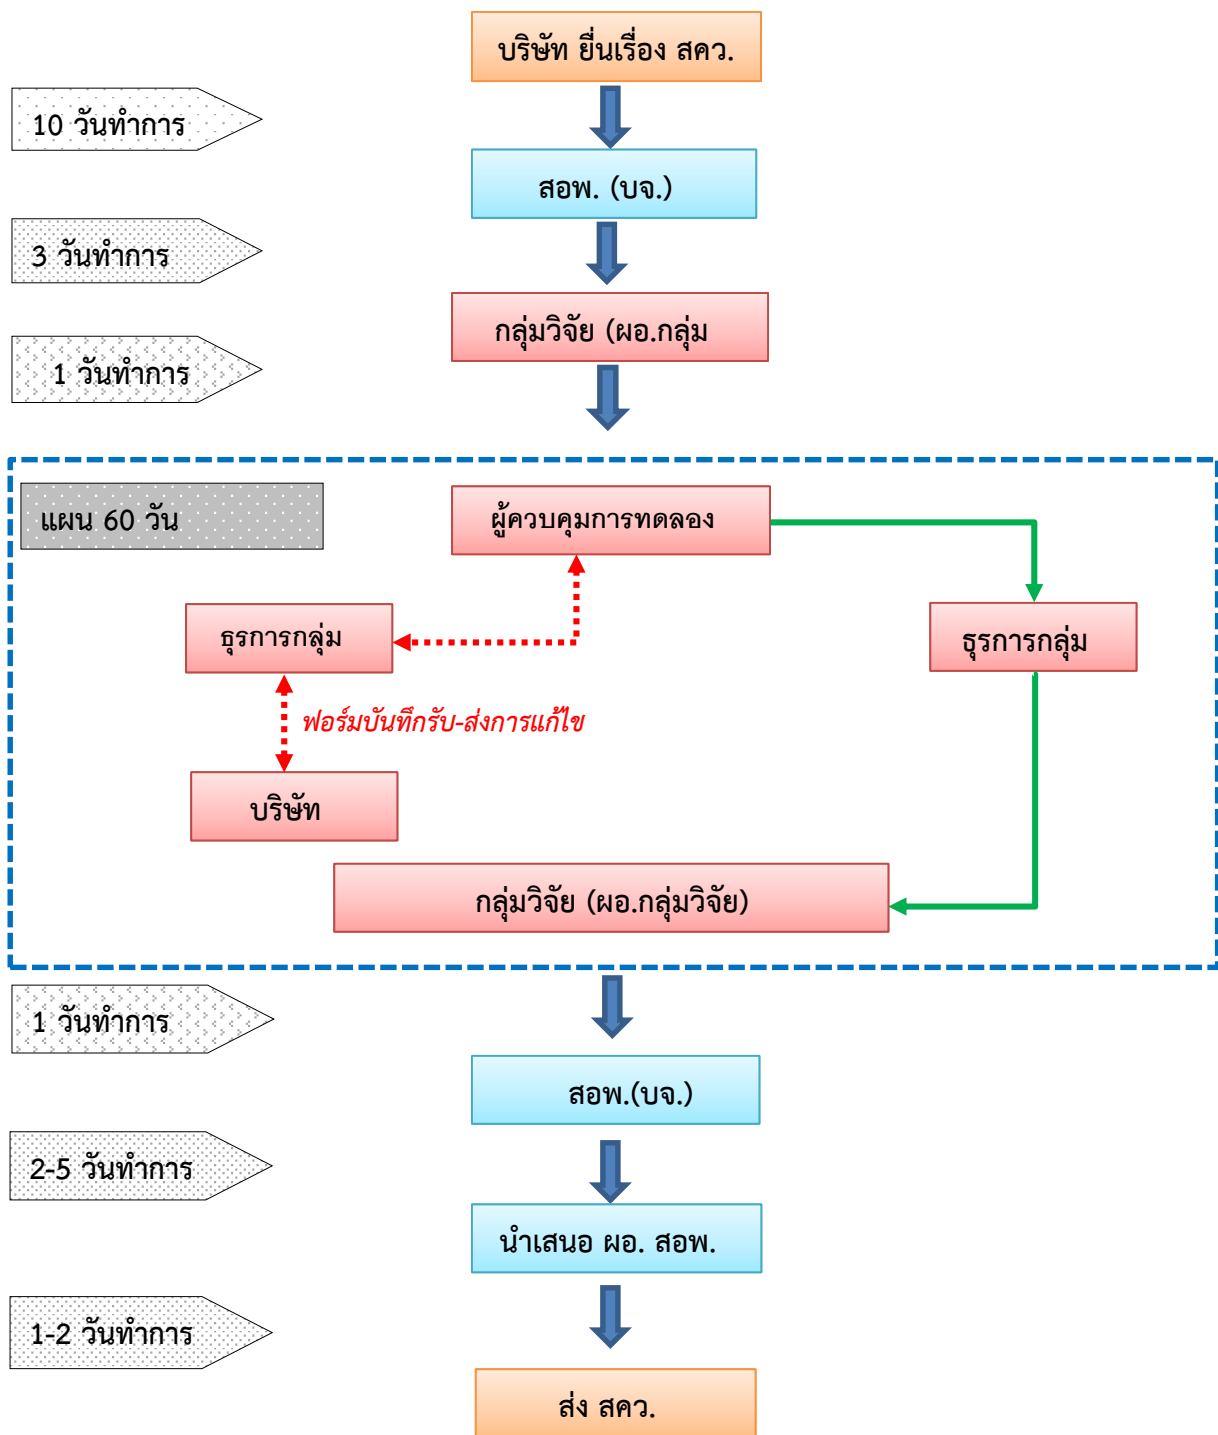 บริษัท ยื่นเรื่อง สคว.
10 วันทำการ
สอพ. (บจ.)
3 วันทำการ
กลุ่มวิจัย (ผอ.กลุ่ม
1 วันทำการ
แผน 60 วัน
ผู้ควบคุมการทดลอง
ธุรการกลุ่ม
ธุรการกลุ่ม
ฟอร์มบันทึกรับ-ส่งการแก้ไข
บริษัท
กลุ่มวิจัย (ผอ.กลุ่มวิจัย)
1 วันทำการ
สอพ.(บจ.)
2-5 วันทำการ
นำเสนอ ผอ. สอพ.
1-2 วันทำการ
ส่ง สคว.